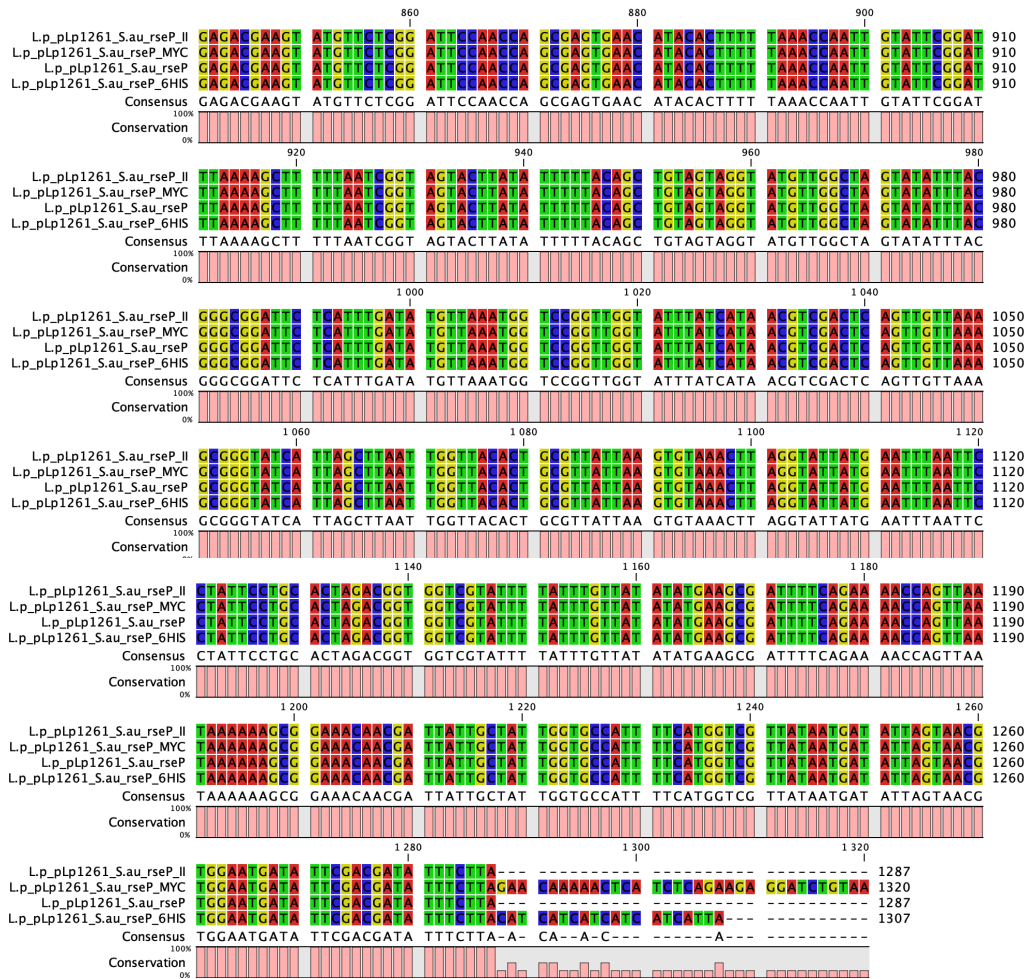 860 880 900
L.p_pLp1261_S.au_rseP_II GAGACGAAGT ATGTTCTCGG ATTCCAACCA GCGAGTGAAC ATACACTTTT TAAACCAATT GTATTCGGAT 910
L.p_pLp1261_S.au_rseP_MYC GAGACGAAGT ATGTTCTCGG ATTCCAACCA GCGAGTGAAC ATACACTTTT TAAACCAATT GTATTCGGAT 910
L.p_pLp1261_S.au_rseP GAGACGAAGT ATGTTCTCGG ATTCCAACCA GCGAGTGAAC ATACACTTTT TAAACCAATT GTATTCGGAT 910
L.p_pLp1261_S.au_rseP_6HIS GAGACGAAGT ATGTTCTCGG ATTCCAACCA GCGAGTGAAC ATACACTTTT TAAACCAATT GTATTCGGAT 910
Consensus GAGACGAAGT ATGTTCTCGG ATTCCAACCA GCGAGTGAAC ATACACTTTT TAAACCAATT GTATTCGGAT
100%
Conservation
0%
920 940 960 980
L.p_pLp1261_S.au_rseP_II TTAAAAGCTT TTTAATCGGT AGTACTTATA TTTTTACAGC TGTAGTAGGT ATGTTGGCTA GTATATTTAC 980
L.p_pLp1261_S.au_rseP_MYC TTAAAAGCTT TTTAATCGGT AGTACTTATA TTTTTACAGC TGTAGTAGGT ATGTTGGCTA GTATATTTAC 980
L.p_pLp1261_S.au_rseP TTAAAAGCTT TTTAATCGGT AGTACTTATA TTTTTACAGC TGTAGTAGGT ATGTTGGCTA GTATATTTAC 980
L.p_pLp1261_S.au_rseP_6HIS TTAAAAGCTT TTTAATCGGT AGTACTTATA TTTTTACAGC TGTAGTAGGT ATGTTGGCTA GTATATTTAC 980
Consensus TTAAAAGCTT TTTAATCGGT AGTACTTATA TTTTTACAGC TGTAGTAGGT ATGTTGGCTA GTATATTTAC
100%
Conservation
0%
1 000 1 020 1 040
L.p_pLp1261_S.au_rseP_II GGGCGGATTC TCATTTGATA TGTTAAATGG TCCGGTTGGT ATTTATCATA ACGTCGACTC AGTTGTTAAA 1050
L.p_pLp1261_S.au_rseP_MYC GGGCGGATTC TCATTTGATA TGTTAAATGG TCCGGTTGGT ATTTATCATA ACGTCGACTC AGTTGTTAAA 1050
L.p_pLp1261_S.au_rseP GGGCGGATTC TCATTTGATA TGTTAAATGG TCCGGTTGGT ATTTATCATA ACGTCGACTC AGTTGTTAAA 1050
L.p_pLp1261_S.au_rseP_6HIS GGGCGGATTC TCATTTGATA TGTTAAATGG TCCGGTTGGT ATTTATCATA ACGTCGACTC AGTTGTTAAA 1050
Consensus GGGCGGATTC TCATTTGATA TGTTAAATGG TCCGGTTGGT ATTTATCATA ACGTCGACTC AGTTGTTAAA
100%
Conservation
0%
1 060 1 080 1 100 1 120
L.p_pLp1261_S.au_rseP_II GCGGGTATCA TTAGCTTAAT TGGTTACACT GCGTTATTAA GTGTAAACTT AGGTATTATG AATTTAATTC 1120
L.p_pLp1261_S.au_rseP_MYC GCGGGTATCA TTAGCTTAAT TGGTTACACT GCGTTATTAA GTGTAAACTT AGGTATTATG AATTTAATTC 1120
L.p_pLp1261_S.au_rseP GCGGGTATCA TTAGCTTAAT TGGTTACACT GCGTTATTAA GTGTAAACTT AGGTATTATG AATTTAATTC 1120
L.p_pLp1261_S.au_rseP_6HIS GCGGGTATCA TTAGCTTAAT TGGTTACACT GCGTTATTAA GTGTAAACTT AGGTATTATG AATTTAATTC 1120
Consensus GCGGGTATCA TTAGCTTAAT TGGTTACACT GCGTTATTAA GTGTAAACTT AGGTATTATG AATTTAATTC
100%
Conservation
0%
1 140 1 160 1 180
L.p_pLp1261_S.au_rseP_II CTATTCCTGC ACTAGACGGT GGTCGTATTT TATTTGTTAT ATATGAAGCG ATTTTCAGAA AACCAGTTAA 1190
L.p_pLp1261_S.au_rseP_MYC CTATTCCTGC ACTAGACGGT GGTCGTATTT TATTTGTTAT ATATGAAGCG ATTTTCAGAA AACCAGTTAA 1190
L.p_pLp1261_S.au_rseP CTATTCCTGC ACTAGACGGT GGTCGTATTT TATTTGTTAT ATATGAAGCG ATTTTCAGAA AACCAGTTAA 1190
L.p_pLp1261_S.au_rseP_6HIS CTATTCCTGC ACTAGACGGT GGTCGTATTT TATTTGTTAT ATATGAAGCG ATTTTCAGAA AACCAGTTAA 1190
Consensus CTATTCCTGC ACTAGACGGT GGTCGTATTT TATTTGTTAT ATATGAAGCG ATTTTCAGAA AACCAGTTAA
100%
Conservation
0%
1 200 1 220 1 240 1 260
L.p_pLp1261_S.au_rseP_II TAAAAAAGCG GAAACAACGA TTATTGCTAT TGGTGCCATT TTCATGGTCG TTATAATGAT ATTAGTAACG 1260
L.p_pLp1261_S.au_rseP_MYC TAAAAAAGCG GAAACAACGA TTATTGCTAT TGGTGCCATT TTCATGGTCG TTATAATGAT ATTAGTAACG 1260
L.p_pLp1261_S.au_rseP TAAAAAAGCG GAAACAACGA TTATTGCTAT TGGTGCCATT TTCATGGTCG TTATAATGAT ATTAGTAACG 1260
L.p_pLp1261_S.au_rseP_6HIS TAAAAAAGCG GAAACAACGA TTATTGCTAT TGGTGCCATT TTCATGGTCG TTATAATGAT ATTAGTAACG 1260
Consensus TAAAAAAGCG GAAACAACGA TTATTGCTAT TGGTGCCATT TTCATGGTCG TTATAATGAT ATTAGTAACG
100%
Conservation
0%
1 280 1 300 1 320
L.p_pLp1261_S.au_rseP_II TGGAATGATA TTCGACGATA TTTCTTA--- ---------- ---------- ---------- 1287
L.p_pLp1261_S.au_rseP_MYC TGGAATGATA TTCGACGATA TTTCTTAGAA CAAAAACTCA TCTCAGAAGA GGATCTGTAA 1320
L.p_pLp1261_S.au_rseP TGGAATGATA TTCGACGATA TTTCTTA--- ---------- ---------- ---------- 1287
L.p_pLp1261_S.au_rseP_6HIS TGGAATGATA TTCGACGATA TTTCTTACAT CATCATCATC ATCATTA--- ---------- 1307
Consensus TGGAATGATA TTCGACGATA TTTCTTA-A- CA--A-C--- -------A-- ----------
100%
Conservation
0%